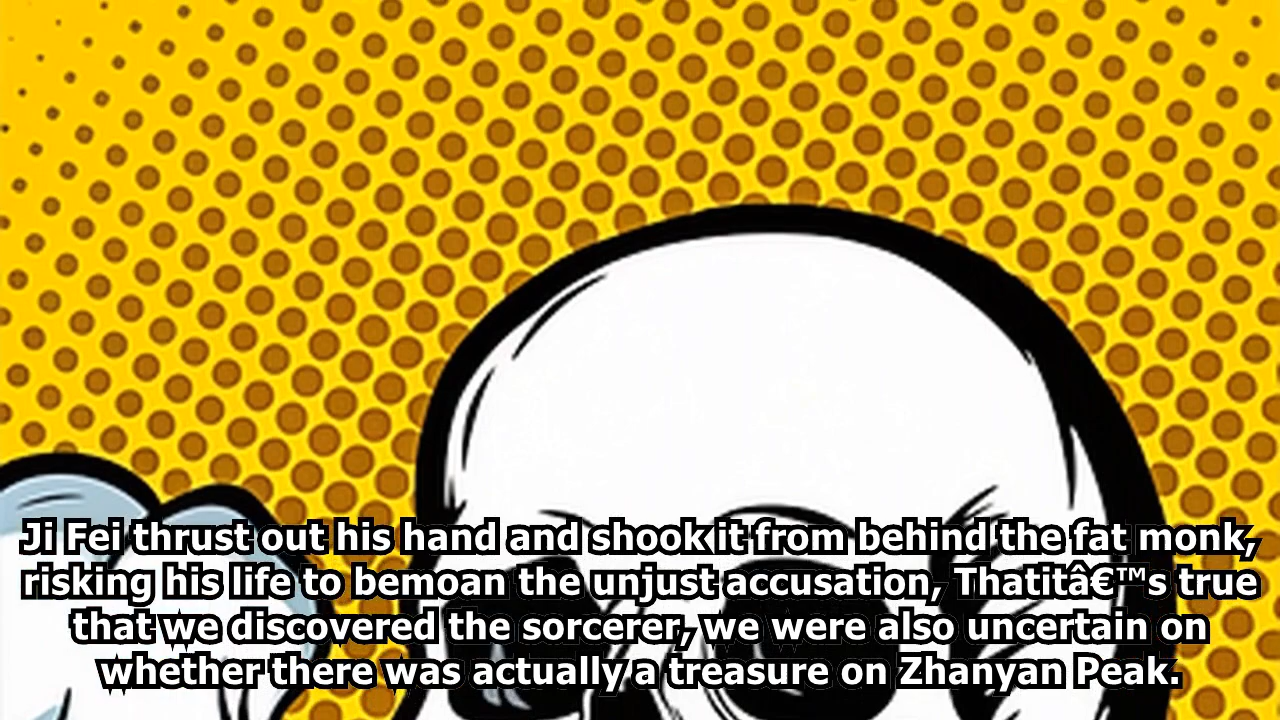 Ji Fei thrust out his hand and shook it from behind the fat monk,
risking his life to bemoan the unjust accusation, Thatitâ€™s true
that we discovered the sorcerer, we were also uncertain on
whether there was actually a treasure on Zhanyan Peak.